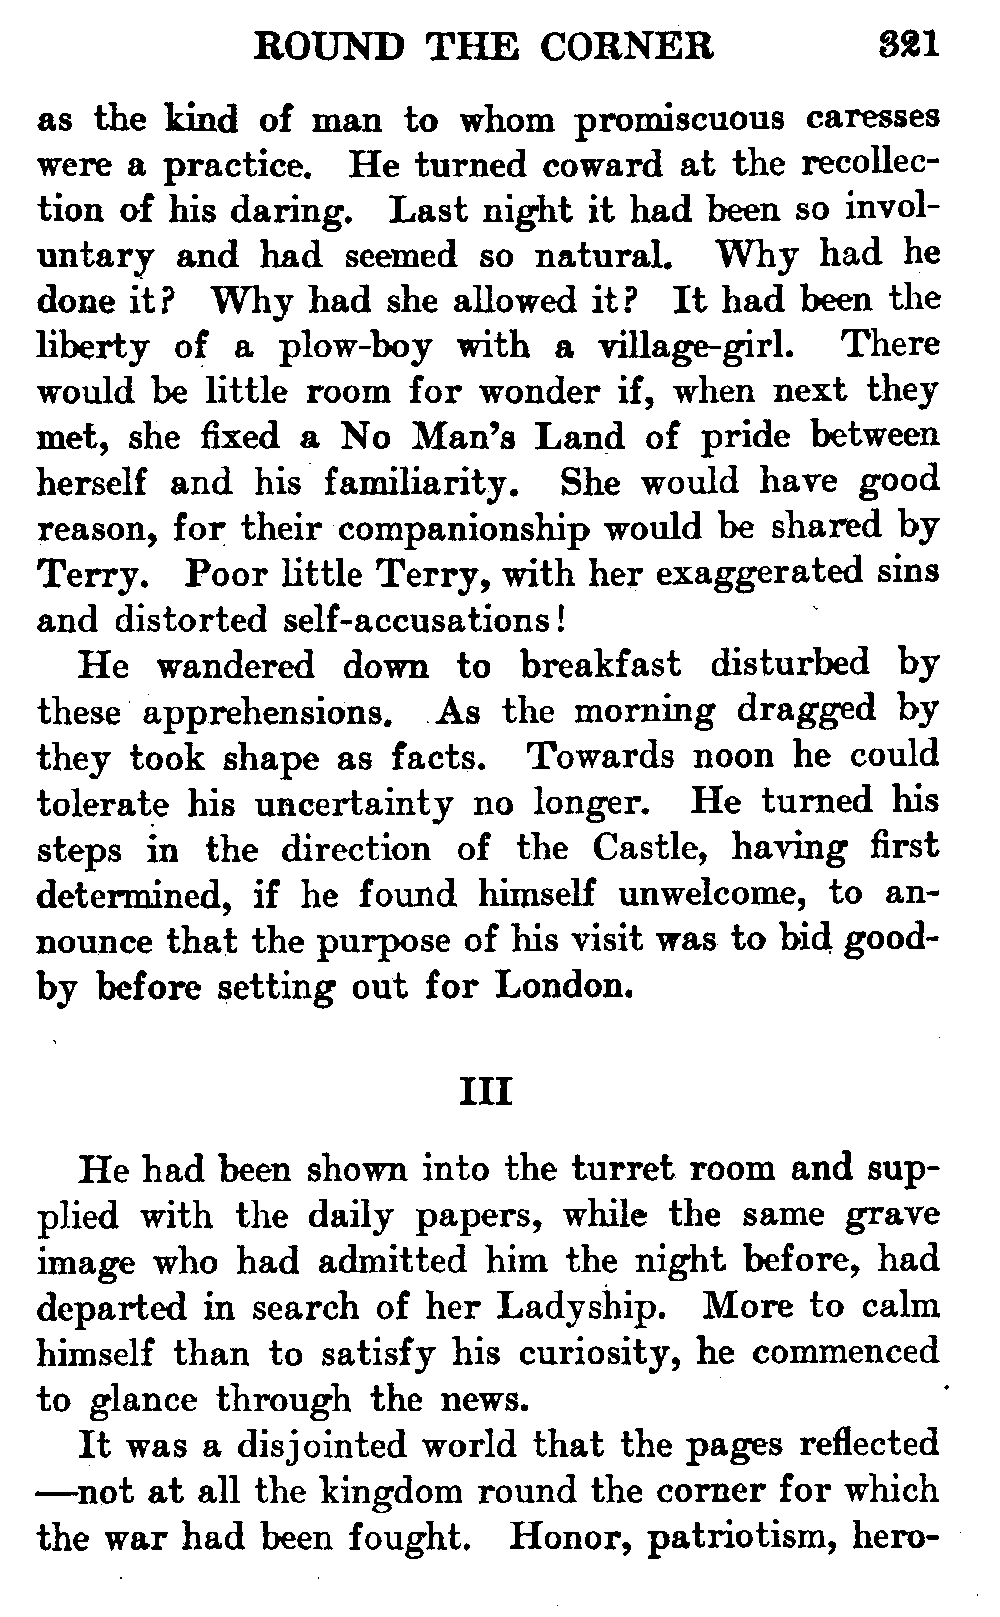 ROUND THE CORNER 321
as the kind of man to whom promiscuous caresses
were a practice. He turned coward at the recollec-
tion of his daring. Last night it had been so invol-
untary and had seemed so natural. Why had he
done it? Why had she allowed it? It had been the
liberty of a plow-boy with a village-girl. There
would be little room for wonder if, when next they
met, she fixed a No Man's Land of pride between
herself and his familiarity. She would have good
reason, for their companionship would be shared by
Terry. Poor little Terry, with her exaggerated sins
and distorted self-accusations!
He wandered down to breakfast disturbed by
these apprehensions. As the morning dragged by
they took shape as facts. Towards noon he could
tolerate his uncertainty no longer. He turned his
steps in the direction of the Castle, having first
determined, if he found himself unwelcome, to an-
nounce that the purpose of his visit was to bid good-
by before setting out for London.
III
He had been shown into the turret room and sup-
plied with the daily papers, while the same grave
image who had admitted him the night before, had
departed in search of her Ladyship. More to calm
himself than to satisfy his curiosity, he commenced
to glance through the news.
It was a disjointed world that the pages reflected
—not at all the kingdom round the corner for which
the war had been fought. Honor, patriotism, hero-